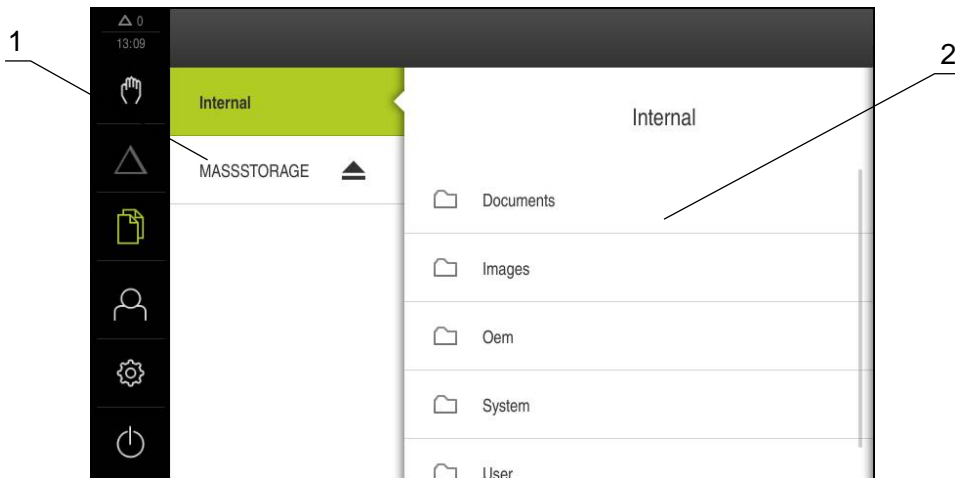 1
2
0
13:09
Internal
MASSSTORAGE
Internal
Documents
Images
Oem
System
User